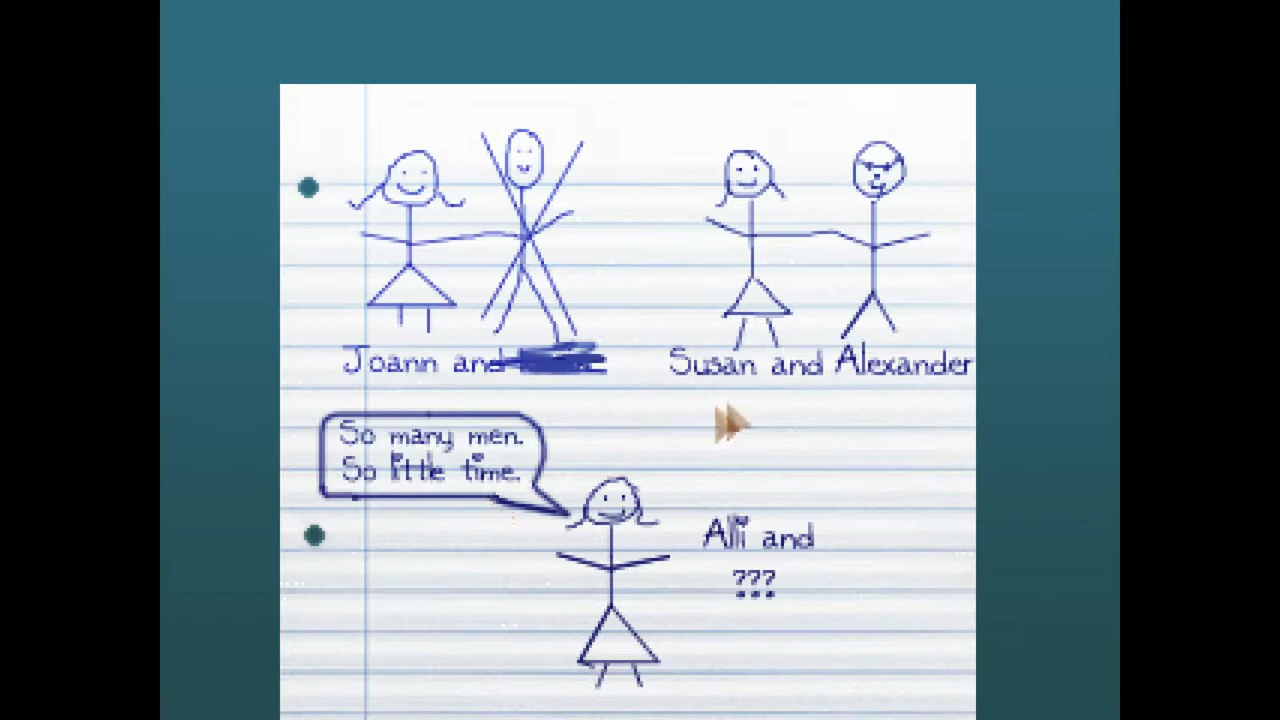 Joann and
Susan and Alexander
So many men.
So little time.
Alli and
???